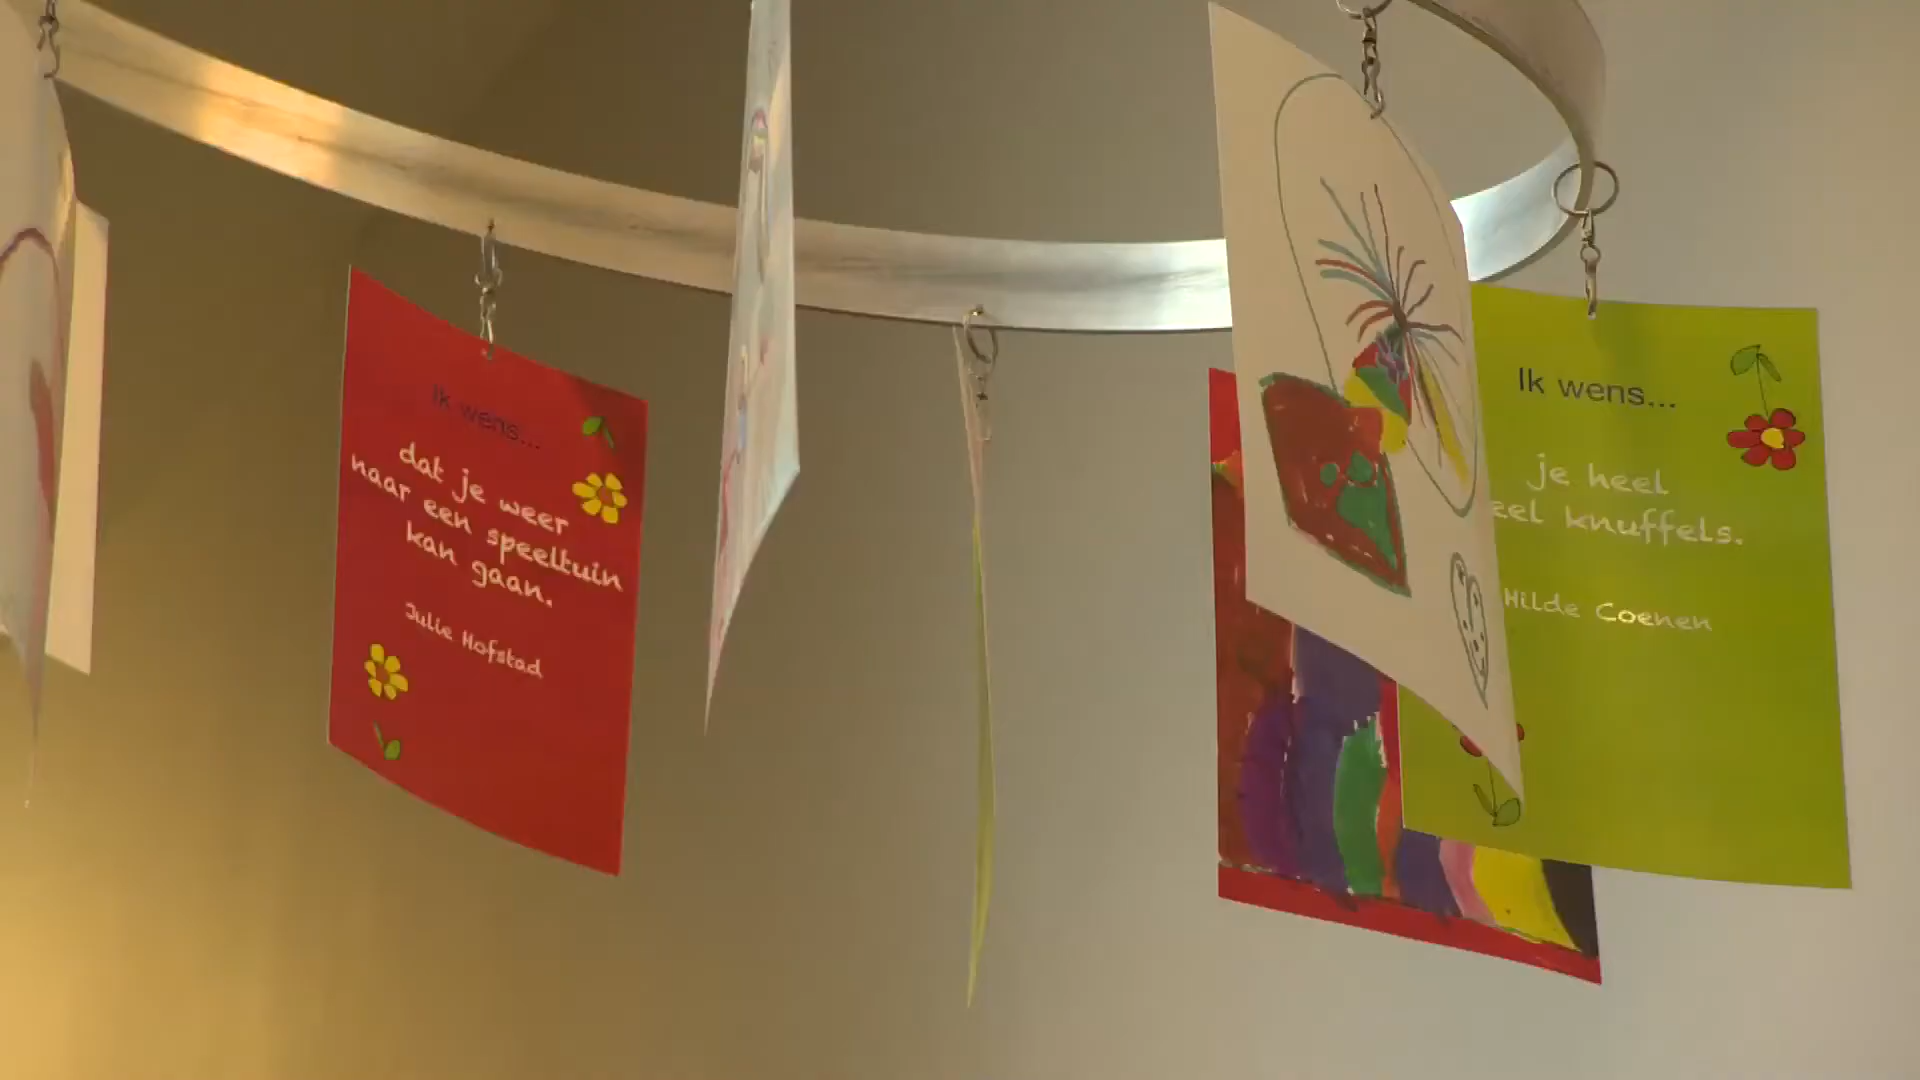 Ik wens...
dat je weer
naar een speeltuin
kan gaan.
Julie Hofstad
Ik wens...
je heel
knuffels.
Hilde Coenen